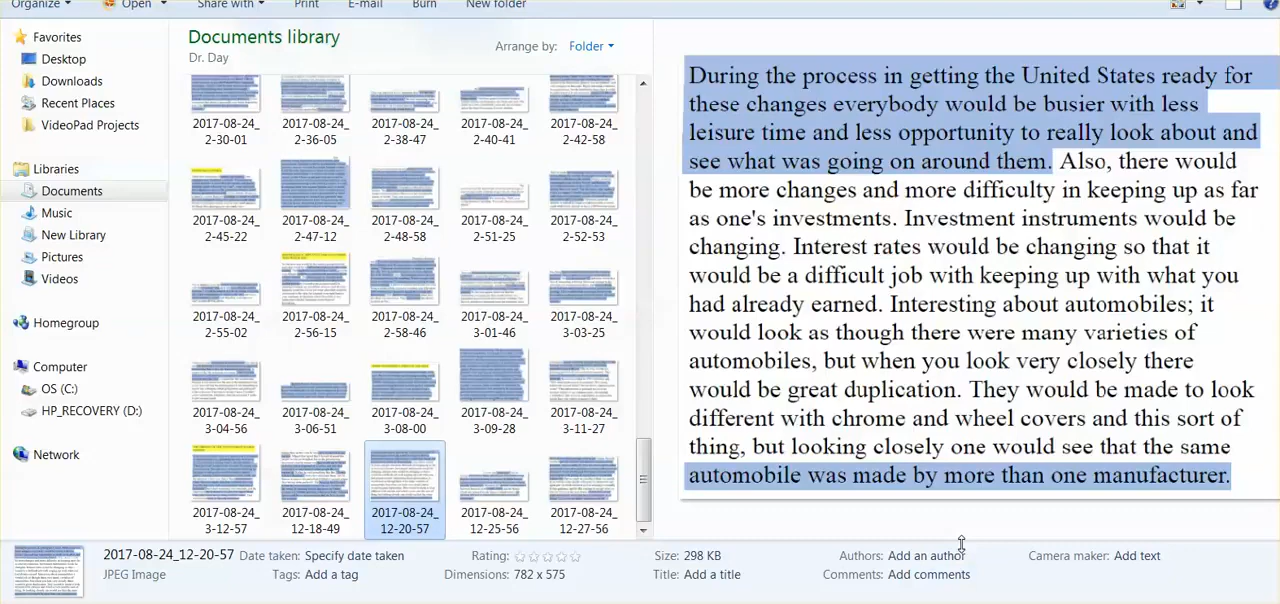 Organize
Open
Share with
Print
E-mail
Burn
New folder
Favorites
Desktop
Downloads
Recent Places
VideoPad Projects
Libraries
Documents
Music
New Library
Pictures
Videos
Homegroup
Computer
OS (C:)
HP_RECOVERY (D:)
Network
Documents library
Dr. Day
Arrange by: Folder
2017-08-24_ 2017-08-24_ 2017-08-24_ 2017-08-24_ 2017-08-24_
2-30-01 2-36-05 2-38-47 2-40-41 2-42-58
2017-08-24_ 2017-08-24_ 2017-08-24_ 2017-08-24_ 2017-08-24_
2-45-22 2-47-12 2-48-58 2-51-25 2-52-53
2017-08-24_ 2017-08-24_ 2017-08-24_ 2017-08-24_ 2017-08-24_
2-55-02 2-56-15 2-58-46 3-01-46 3-03-25
2017-08-24_ 2017-08-24_ 2017-08-24_ 2017-08-24_ 2017-08-24_
3-04-56 3-06-51 3-08-00 3-09-28 3-11-27
2017-08-24_ 2017-08-24_ 2017-08-24_ 2017-08-24_ 2017-08-24_
3-12-57 12-18-49 12-20-57 12-25-56 12-27-56
During the process in getting the United States ready for
these changes everybody would be busier with less
leisure time and less opportunity to really look about and
see what was going on around them. Also, there would
be more changes and more difficulty in keeping up as far
as one's investments. Investment instruments would be
changing. Interest rates would be changing so that it
would be a difficult job with keeping up with what you
had already earned. Interesting about automobiles; it
would look as though there were many varieties of
automobiles, but when you look very closely there
would be great duplication. They would be made to look
different with chrome and wheel covers and this sort of
thing, but looking closely one would see that the same
automobile was made by more than one manufacturer.
2017-08-24_12-20-57 Date taken: Specify date taken Rating: Size: 298 Authors: Add an author Camera maker: Add text
JPEG Image Tags: Add a tag 782 x 575 Title: Add a title Comments: Add comments